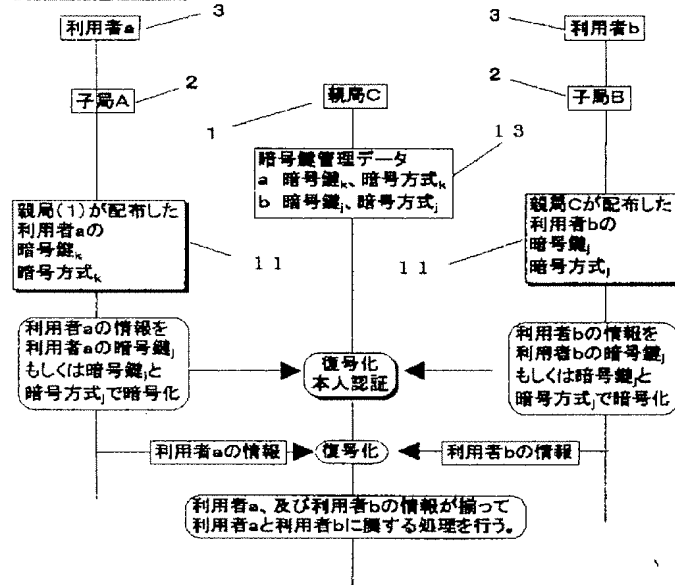 利用者a
3
子局A
2
親局C
1
3
利用者b
2
子局B
13
暗号鍵管理データ
a 暗号鍵k、暗号方式k
b 暗号鍵j、暗号方式j
親局(1)が配布した
利用者aの
暗号鍵k
暗号方式k
11
親局Cが配布した
利用者bの
暗号鍵j
暗号方式j
11
利用者aの情報を
利用者aの暗号鍵j
もしくは暗号鍵jと
暗号方式jで暗号化
復号化
本人認証
利用者bの情報を
利用者bの暗号鍵j
もしくは暗号鍵jと
暗号方式jで暗号化
利用者aの情報
復号化
利用者bの情報
利用者a、及び利用者bの情報が揃って
利用者aと利用者bに関する処理を行う。